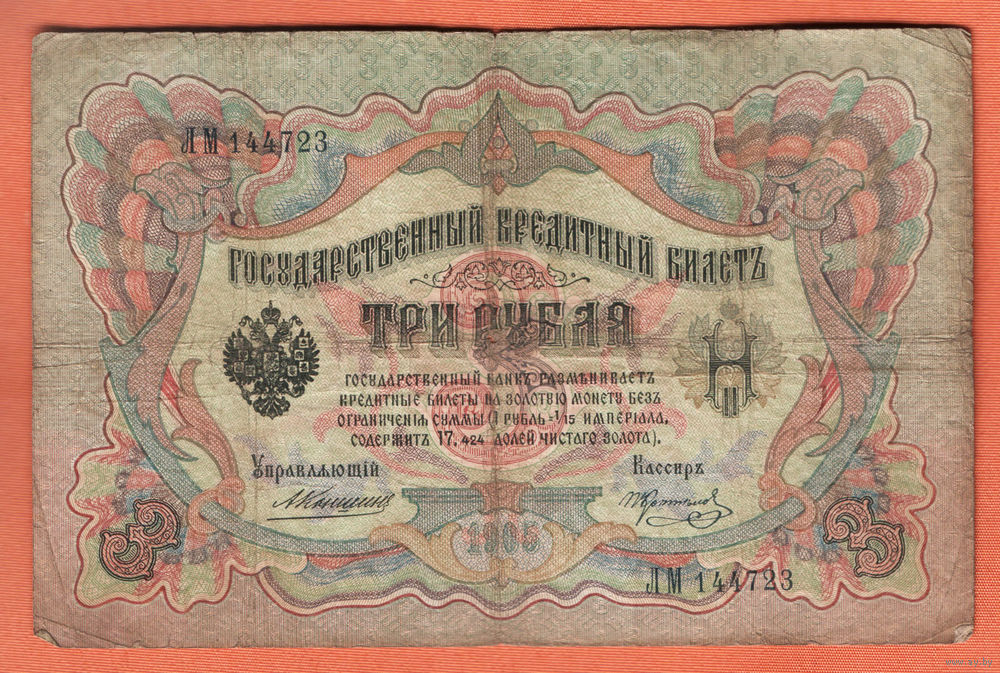 ЛМ 144723
ГОСУДАРСТВЕННЫЙ КРЕДИТНЫЙ БИЛЕТЪ
ТРИ РУБЛЯ
Н
II
ГОСУДАРСТВЕННЫЙ БАНКЪ РАЗМѢНИВАЕТЪ
КРЕДИТНЫЕ БИЛЕТЫ НА ЗОЛОТУЮ МОНЕТУ БЕЗЪ
ОГРАНИЧЕНІЯ СУММЫ (1 РУБЛЬ = 1/15 ИМПЕРІАЛА,
СОДЕРЖИТЪ 17,424 ДОЛЕЙ ЧИСТАГО ЗОЛОТА).
Управляющій Кассиръ
1905
3 3
ЛМ 144723